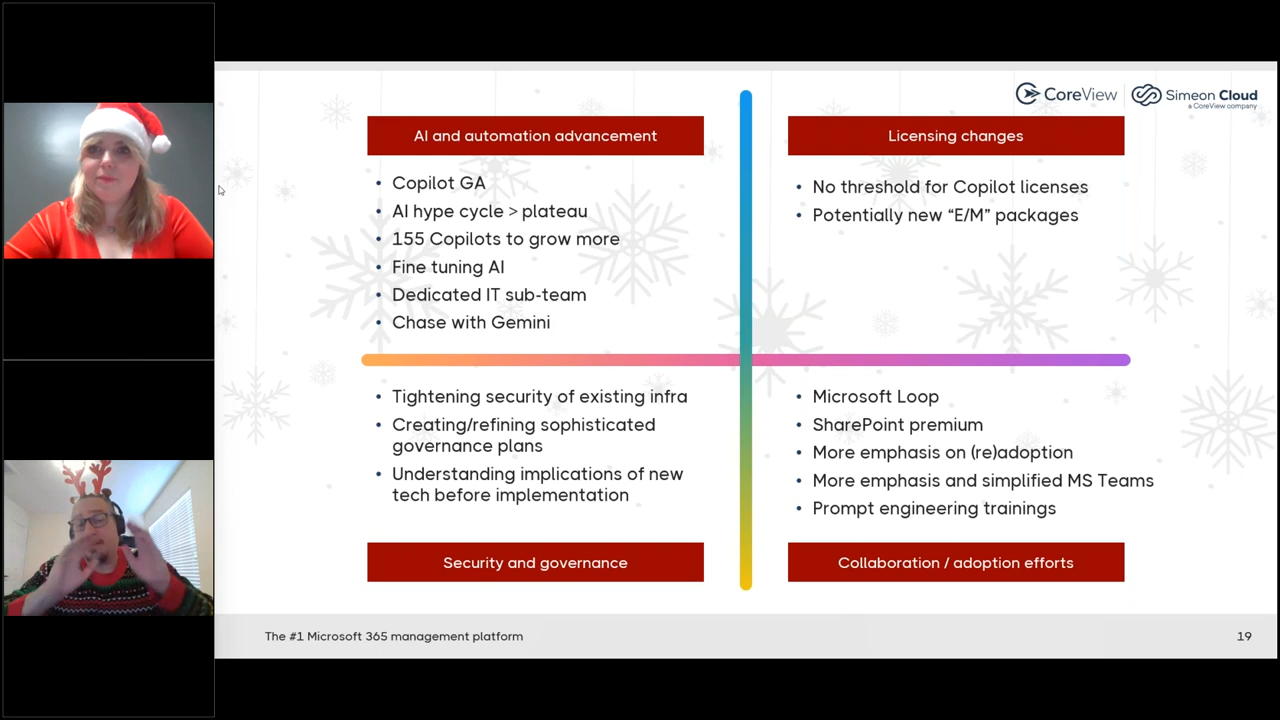 CoreView
Simeon Cloud
a CoreView company
AI and automation advancement
• Copilot GA
• AI hype cycle > plateau
• 155 Copilots to grow more
• Fine tuning AI
• Dedicated IT sub-team
• Chase with Gemini
Licensing changes
• No threshold for Copilot licenses
• Potentially new “E/M” packages
• Tightening security of existing infra
• Creating/refining sophisticated
governance plans
• Understanding implications of new
tech before implementation
Security and governance
• Microsoft Loop
• SharePoint premium
• More emphasis on (re)adoption
• More emphasis and simplified MS Teams
• Prompt engineering trainings
Collaboration / adoption efforts
The #1 Microsoft 365 management platform
19